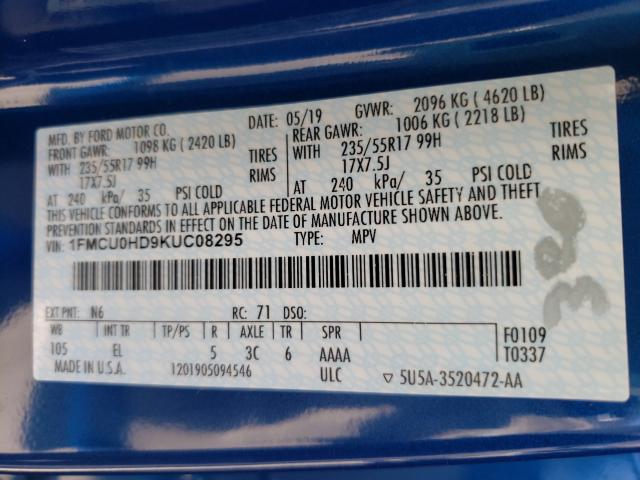 MFD. BY FORD MOTOR CO.
DATE: 05/19 GVWR: 2096 KG ( 4620 LB)
FRONT GAWR: 1098 KG ( 2420 LB)
REAR GAWR: 1006 KG ( 2218 LB)
WITH 235/55R17 99H TIRES
WITH 235/55R17 99H TIRES
17X7.5J RIMS
17X7.5J RIMS
AT 240 kPa/ 35 PSI COLD
AT 240 kPa/ 35 PSI COLD
THIS VEHICLE CONFORMS TO ALL APPLICABLE FEDERAL MOTOR VEHICLE SAFETY AND THEFT
PREVENTION STANDARDS IN EFFECT ON THE DATE OF MANUFACTURE SHOWN ABOVE.
VIN: 1FMCU0HD9KUC08295 TYPE: MPV
EXT PNT: N6 RC: 71 DSO:
WB INT TR TP/PS R AXLE TR SPR F0109
105 EL 5 3C 6 AAAA T0337
MADE IN U.S.A. 1201905094546 ULC ▽ 5U5A-3520472-AA